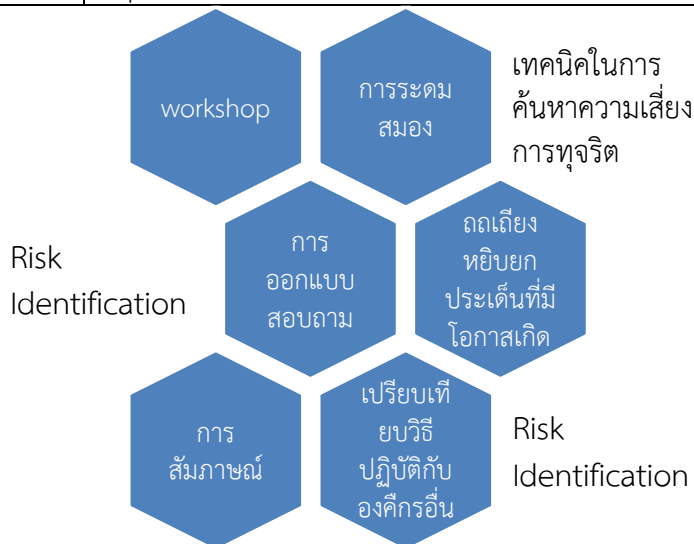 workshop
การระดม
สมอง
เทคนิคในการ
ค้นหาความเสี่ยง
การทุจริต
Risk
Identification
การ
ออกแบบ
สอบถาม
ถกเถียง
หยิบยก
ประเด็นที่มี
โอกาสเกิด
การ
สัมภาษณ์
เปรียบเที
ยบวิธี
ปฏิบัติกับ
องค์กรอื่น
Risk
Identification